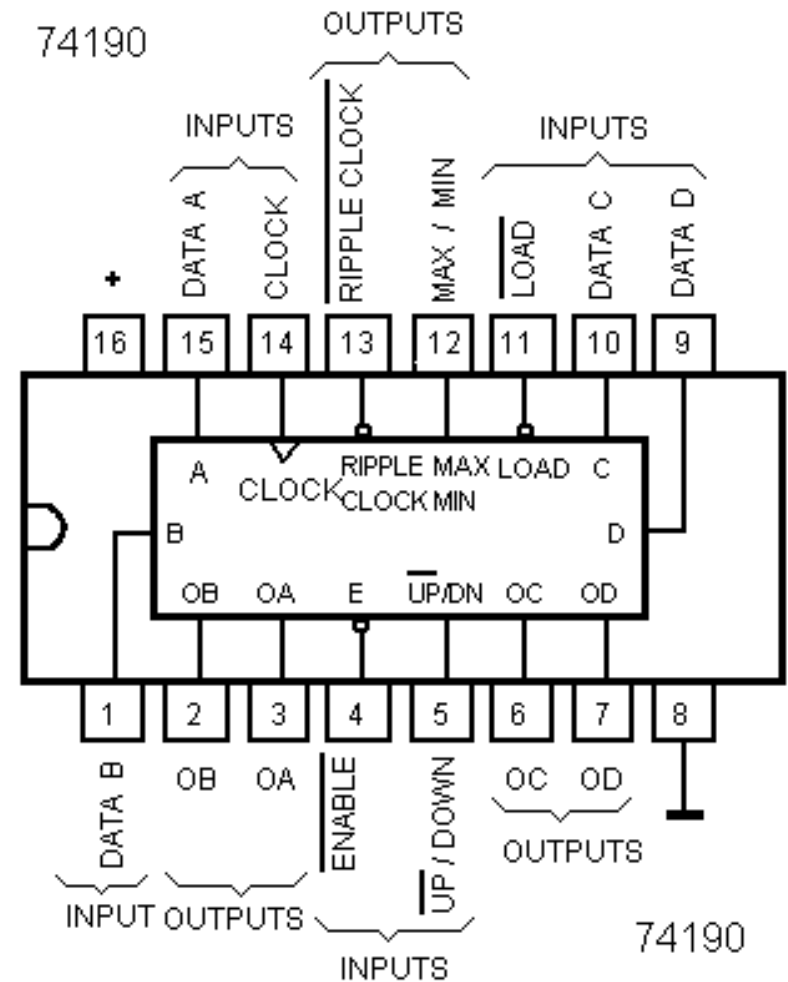 74190
OUTPUTS
INPUTS
INPUTS
+
DATA A
CLOCK
RIPPLE CLOCK
MAX / MIN
LOAD
DATA C
DATA D
16 15 14 13 12 11 10 9
A
CLOCK
RIPPLE
CLOCK
MAX
MIN
LOAD
C
B
D
OB OA E UP/DN OC OD
1 2 3 4 5 6 7 8
DATA B
OB
OA
ENABLE
UP / DOWN
OC
OD
OUTPUTS
INPUT
OUTPUTS
INPUTS
74190